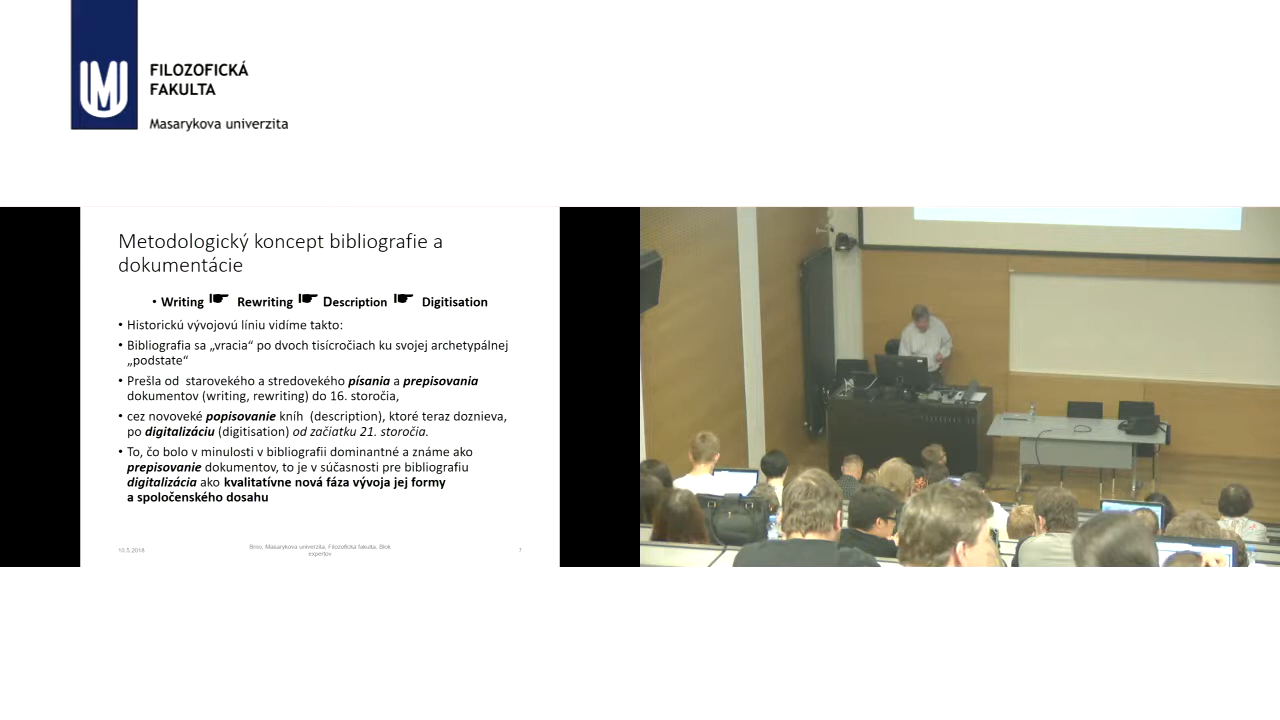 FILOZOFICKÁ
FAKULTA
Masarykova univerzita
Metodologický koncept bibliografie a
dokumentácie
• Writing ☛ Rewriting ☛ Description ☛ Digitisation
• Historickú vývojovú líniu vidíme takto:
• Bibliografia sa „vracia“ po dvoch tisícročiach ku svojej archetypálnej
„podstate“
• Prešla od starovekého a stredovekého písania a prepisovania
dokumentov (writing, rewriting) do 16. storočia,
• cez novoveké popisovanie kníh (description), ktoré teraz doznieva,
po digitalizáciu (digitisation) od začiatku 21. storočia.
• To, čo bolo v minulosti v bibliografii dominantné a známe ako
prepisovanie dokumentov, to je v súčasnosti pre bibliografiu
digitalizácia ako kvalitatívne nová fáza vývoja jej formy
a spoločenského dosahu
10.5.2018
Brno, Masarykova univerzita, Filozofická fakulta, Blok
expertov
7